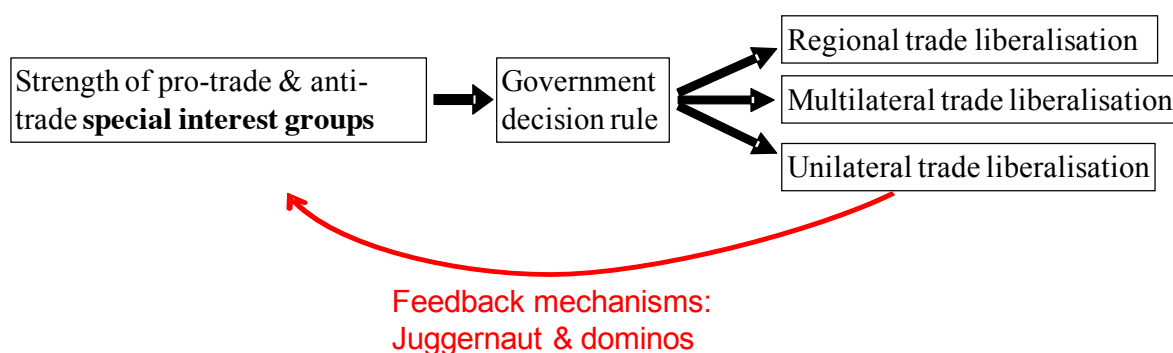 Strength of pro-trade & anti-
trade special interest groups
Government
decision rule
Regional trade liberalisation
Multilateral trade liberalisation
Unilateral trade liberalisation
Feedback mechanisms:
Juggernaut & dominos